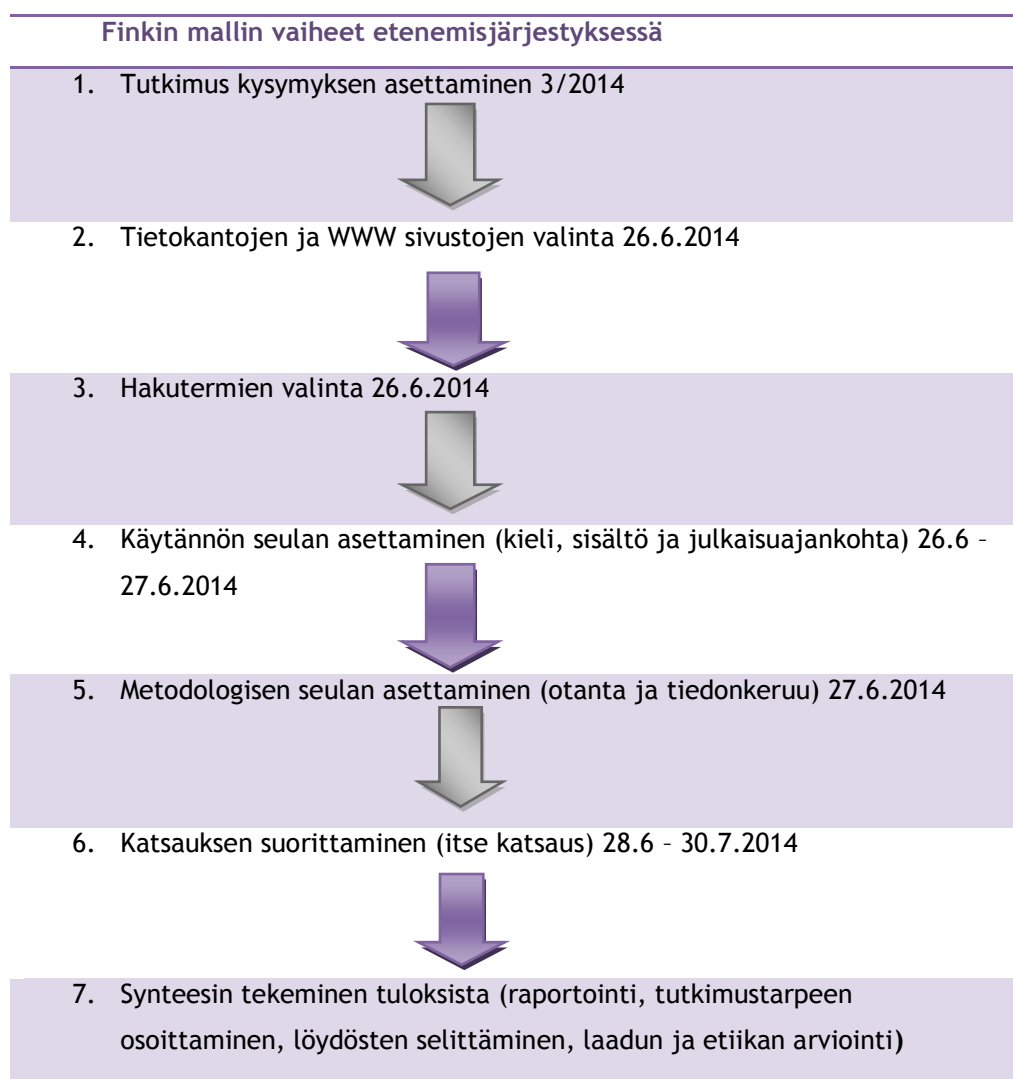 Finkin mallin vaiheet etenemisjärjestyksessä
1. Tutkimus kysymyksen asettaminen 3/2014
2. Tietokantojen ja WWW sivustojen valinta 26.6.2014
3. Hakutermien valinta 26.6.2014
4. Käytännön seulan asettaminen (kieli, sisältö ja julkaisuajankohta) 26.6 –
27.6.2014
5. Metodologisen seulan asettaminen (otanta ja tiedonkeruu) 27.6.2014
6. Katsauksen suorittaminen (itse katsaus) 28.6 – 30.7.2014
7. Synteesin tekeminen tuloksista (raportointi, tutkimustarpeen
osoittaminen, löydösten selittäminen, laadun ja etiikan arviointi)